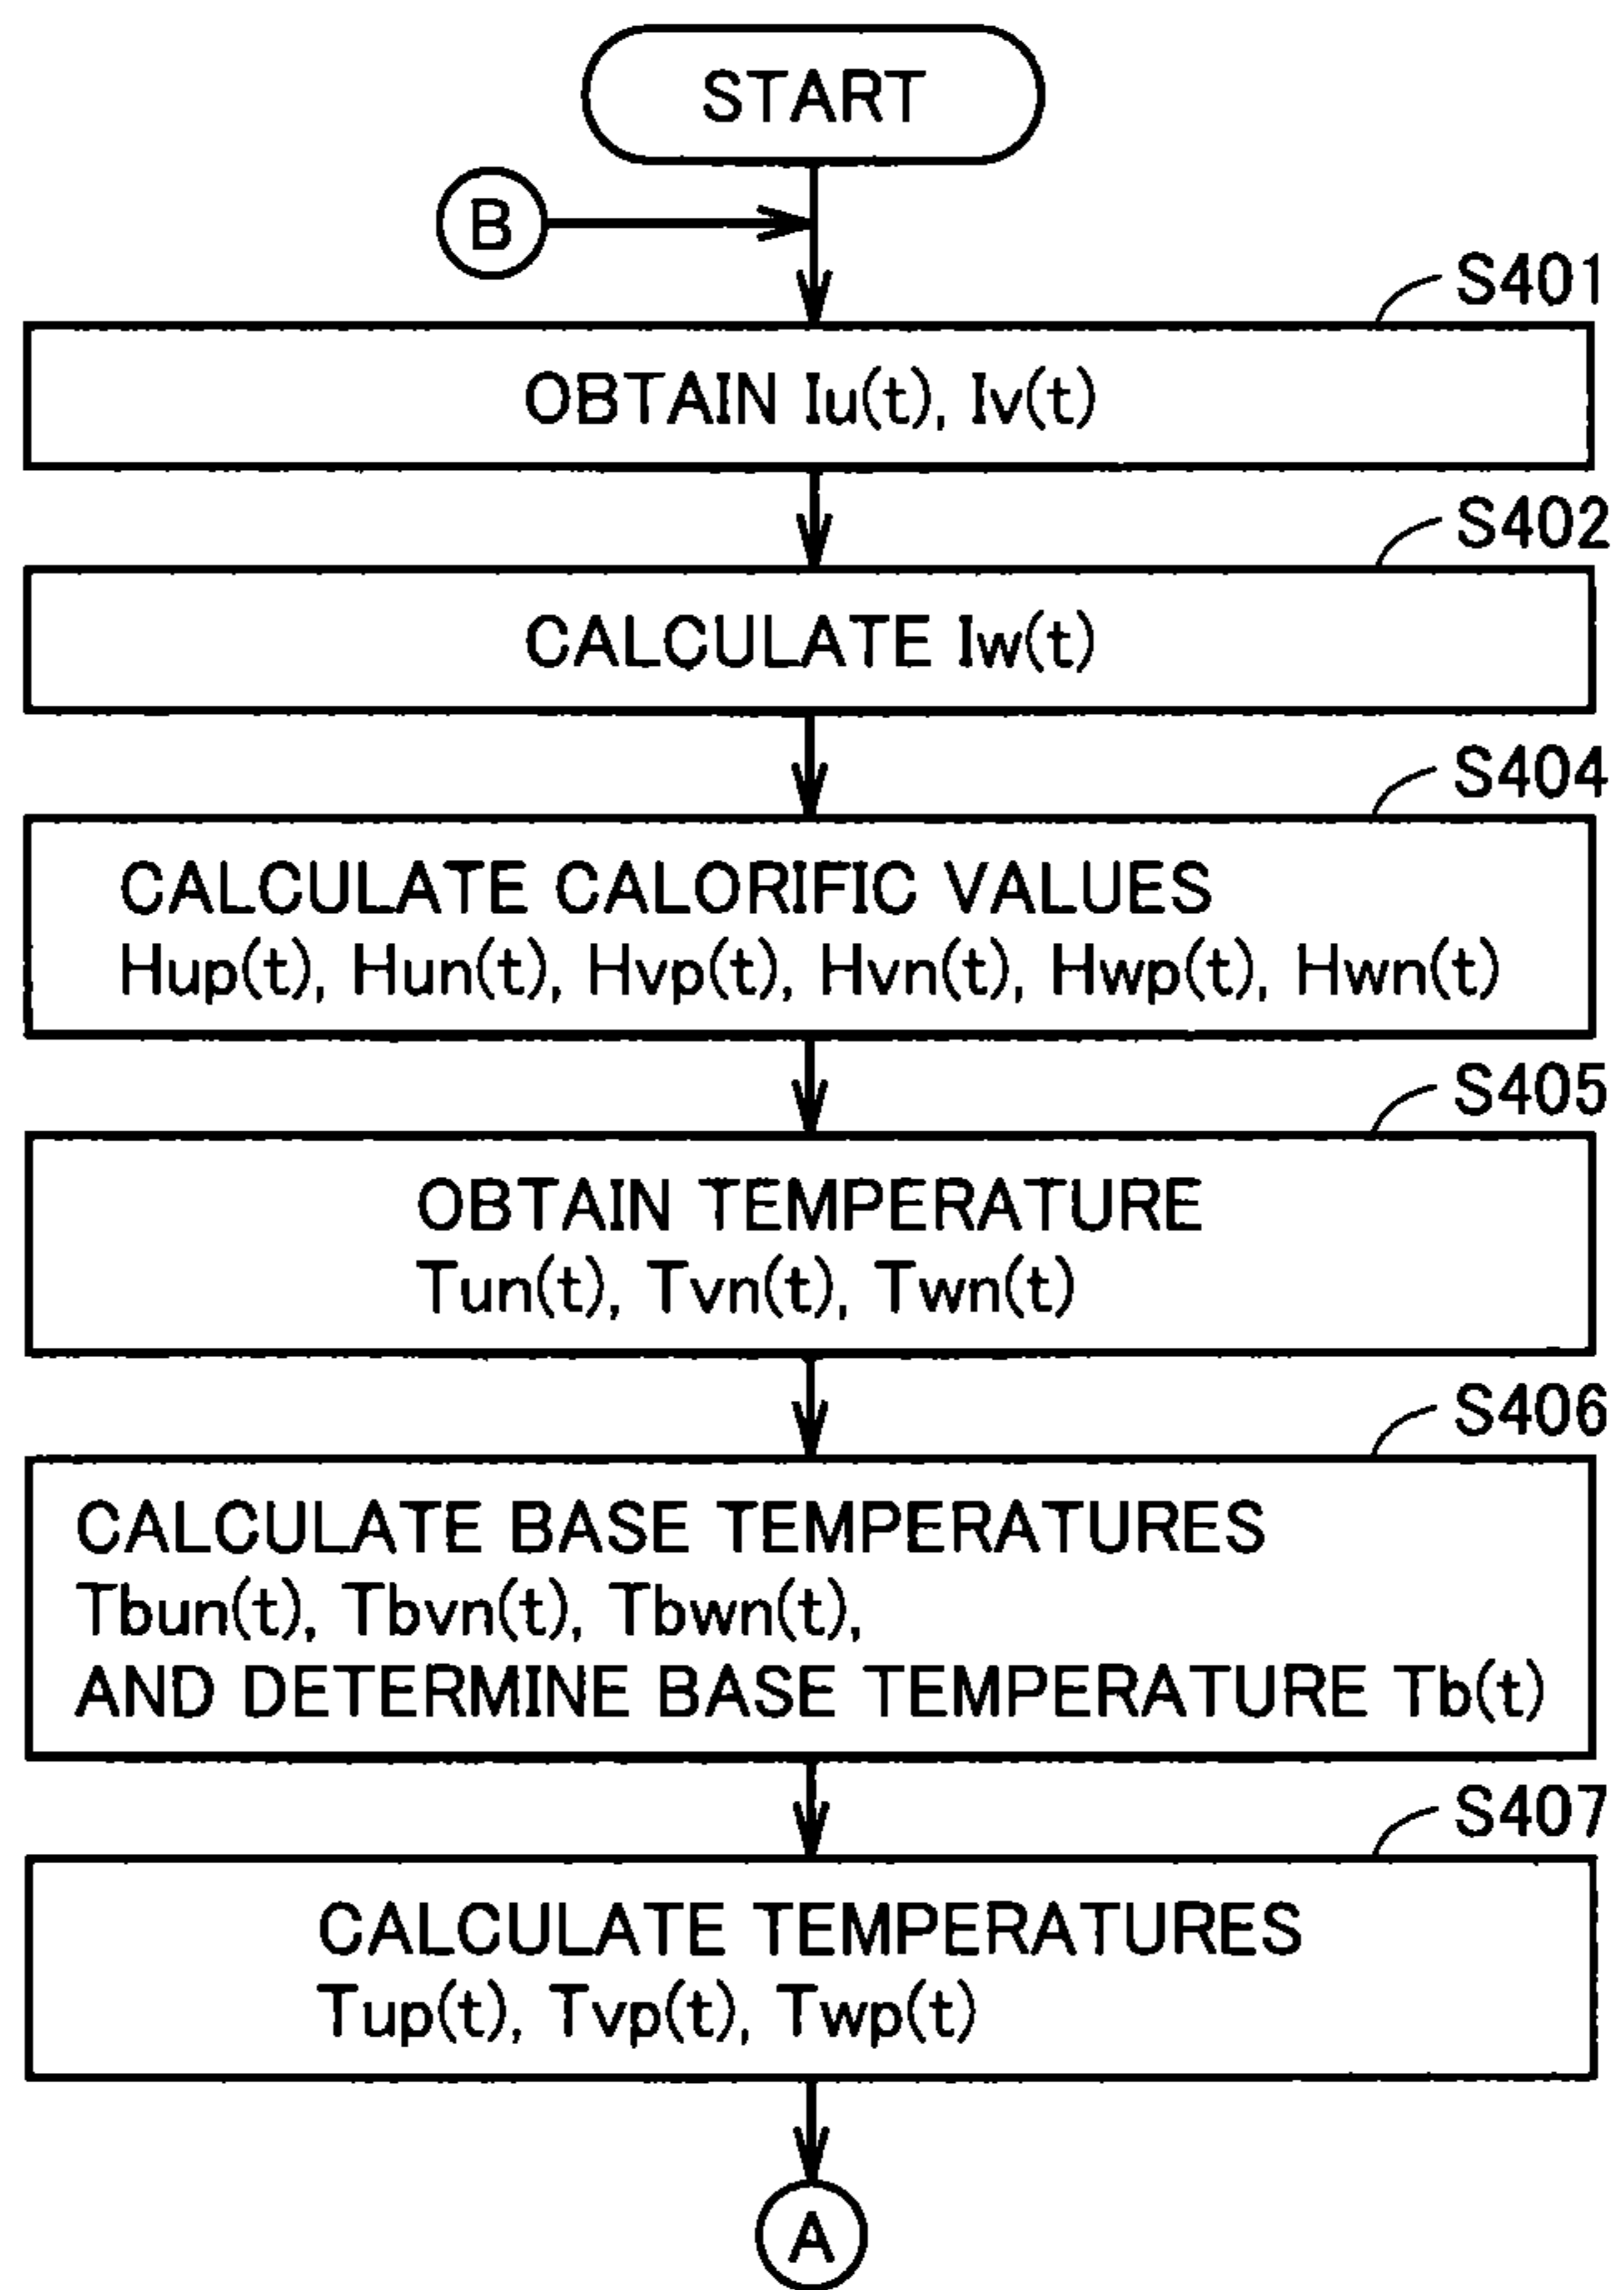 START
B
S401
OBTAIN Iu(t), Iv(t)
S402
CALCULATE Iw(t)
S404
CALCULATE CALORIFIC VALUES
Hup(t), Hun(t), Hvp(t), Hvn(t), Hwp(t), Hwn(t)
S405
OBTAIN TEMPERATURE
Tun(t), Tvn(t), Twn(t)
S406
CALCULATE BASE TEMPERATURES
Tbun(t), Tbvn(t), Tbwn(t),
AND DETERMINE BASE TEMPERATURE Tb(t)
S407
CALCULATE TEMPERATURES
Tup(t), Tvp(t), Twp(t)
A